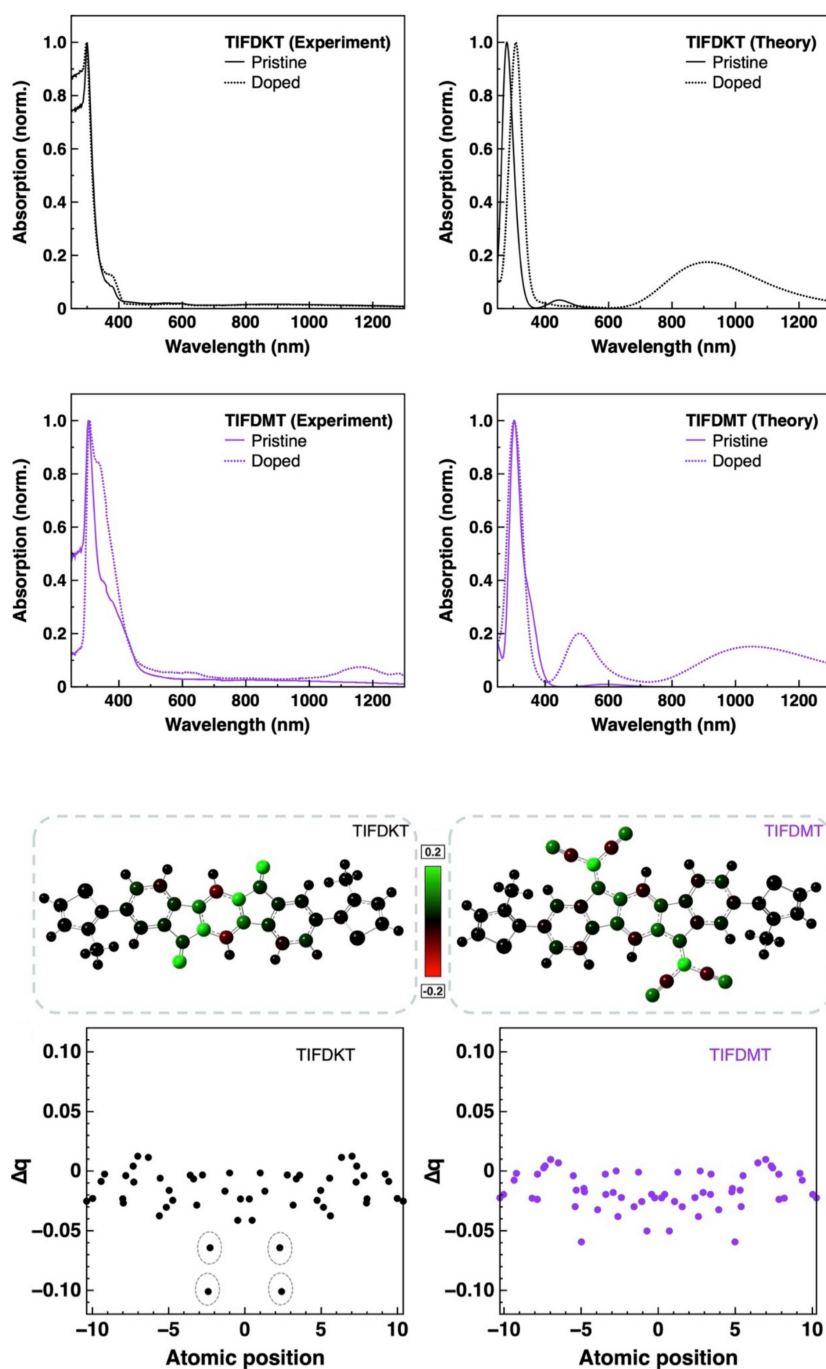 TIFDKT (Experiment)
Pristine
Doped
Absorption (norm.)
1.0
0.8
0.6
0.4
0.2
0
400 600 800 1000 1200
Wavelength (nm)
TIFDKT (Theory)
Pristine
Doped
Absorption (norm.)
1.0
0.8
0.6
0.4
0.2
0
400 600 800 1000 1200
Wavelength (nm)
TIFDMT (Experiment)
Pristine
Doped
Absorption (norm.)
1.0
0.8
0.6
0.4
0.2
0
400 600 800 1000 1200
Wavelength (nm)
TIFDMT (Theory)
Pristine
Doped
Absorption (norm.)
1.0
0.8
0.6
0.4
0.2
0
400 600 800 1000 1200
Wavelength (nm)
TIFDKT
0.2
-0.2
TIFDMT
TIFDKT
Δq
0.10
0.05
0
−0.05
−0.10
−10 −5 0 5 10
Atomic position
TIFDMT
Δq
0.10
0.05
0
−0.05
−0.10
−10 −5 0 5 10
Atomic position